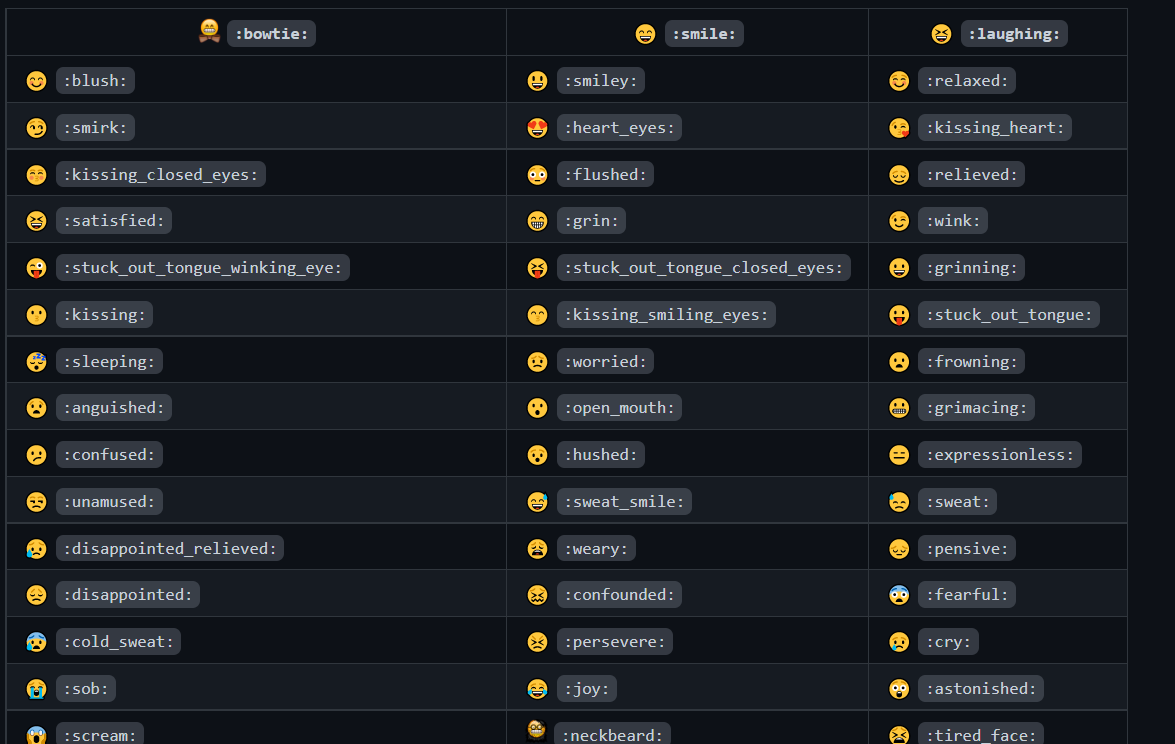 :bowtie: :smile: :laughing:
:blush: :smiley: :relaxed:
:smirk: :heart_eyes: :kissing_heart:
:kissing_closed_eyes: :flushed: :relieved:
:satisfied: :grin: :wink:
:stuck_out_tongue_winking_eye: :stuck_out_tongue_closed_eyes: :grinning:
:kissing: :kissing_smiling_eyes: :stuck_out_tongue:
:sleeping: :worried: :frowning:
:anguished: :open_mouth: :grimacing:
:confused: :hushed: :expressionless:
:unamused: :sweat_smile: :sweat:
:disappointed_relieved: :weary: :pensive:
:disappointed: :confounded: :fearful:
:cold_sweat: :persevere: :cry:
:sob: :joy: :astonished:
:scream: :neckbeard: :tired_face: